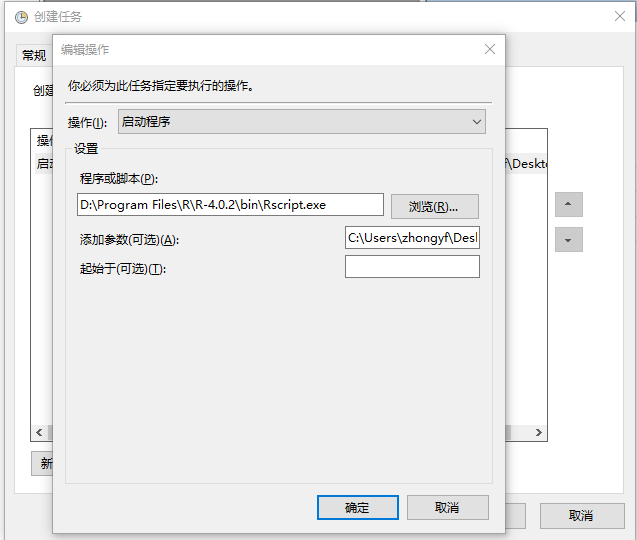 创建任务
常规
编辑操作
创建
你必须为此任务指定要执行的操作。
操作(I): 启动程序
设置
程序或脚本(P):
D:\Program Files\R\R-4.0.2\bin\Rscript.exe 浏览(R)...
添加参数(可选)(A): C:\Users\zhongyf\Desl
起始于(可选)(T):
操
启 f\Deskto
新
确定 取消
取消